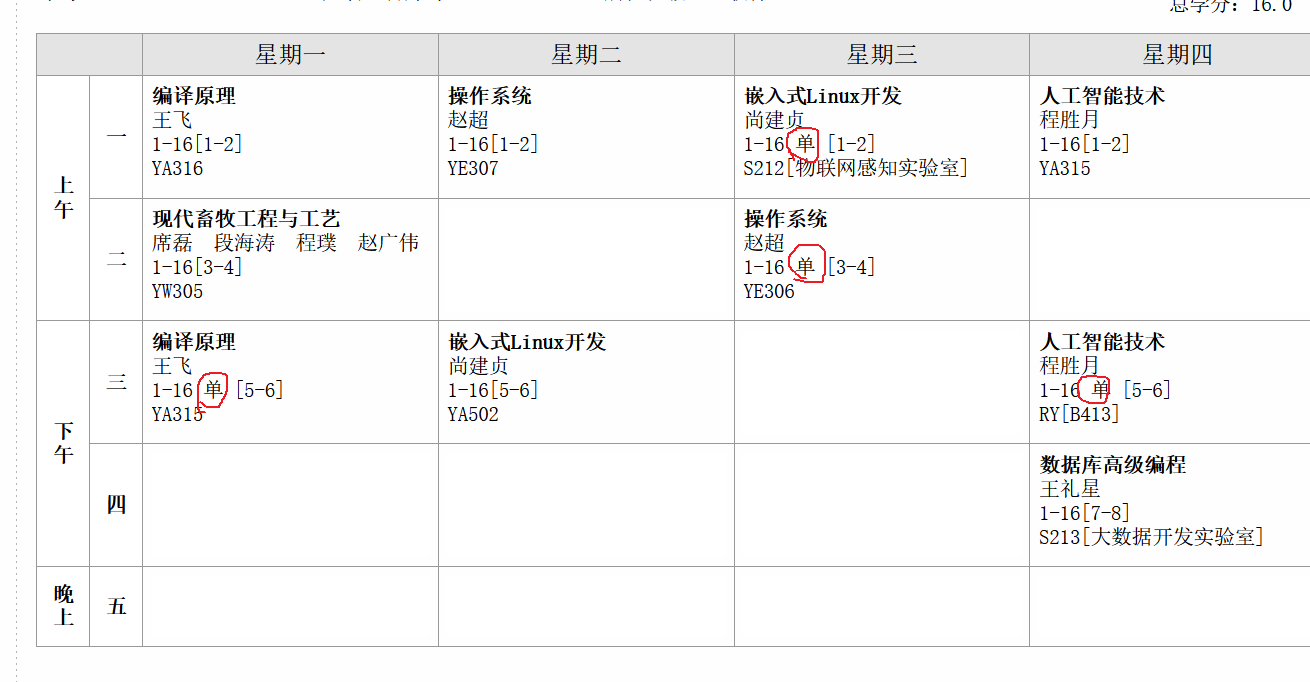 总学分：16.0
星期一 星期二 星期三 星期四
上午
一
编译原理
王飞
1-16[1-2]
YA316
操作系统
赵超
1-16[1-2]
YE307
嵌入式Linux开发
尚建贞
1-16 单 [1-2]
S212[物联网感知实验室]
人工智能技术
程胜月
1-16[1-2]
YA315
二
现代畜牧工程与工艺
席磊 段海涛 程璞 赵广伟
1-16[3-4]
YW305
操作系统
赵超
1-16 单 [3-4]
YE306
下午
三
编译原理
王飞
1-16 单 [5-6]
YA315
嵌入式Linux开发
尚建贞
1-16[5-6]
YA502
人工智能技术
程胜月
1-16 单 [5-6]
RY[B413]
四
数据库高级编程
王礼星
1-16[7-8]
S213[大数据开发实验室]
晚上
五